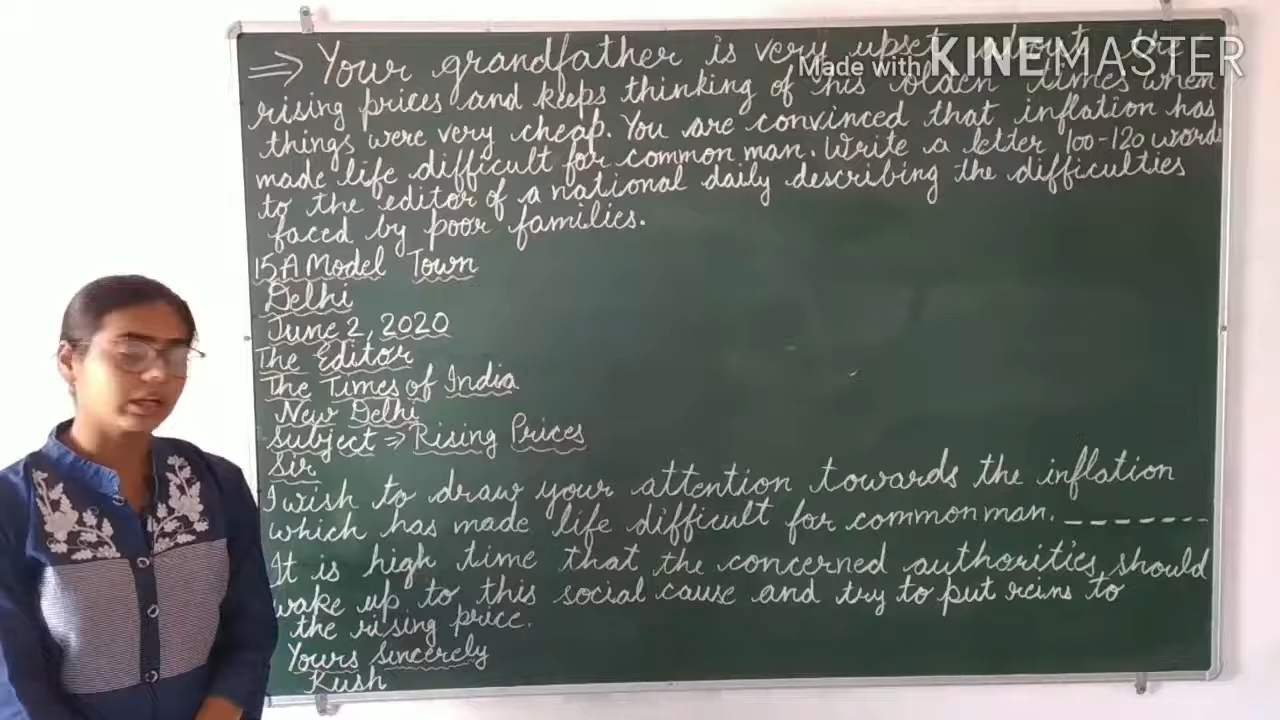 ⇒ Your grandfather is very upset about the
rising prices and keeps thinking of his olden times when
things were very cheap. You are convinced that inflation has
made life difficult for common man. Write a letter 100-120 words
to the editor of a national daily describing the difficulties
faced by poor families.
15A Model Town
Delhi
June 2, 2020
The Editor
The Times of India
New Delhi
Subject ⇒ Rising Prices
Sir
I wish to draw your attention towards the inflation
which has made life difficult for common man. _ _ _ _ _ _ _
It is high time that the concerned authorities should
wake up to this social cause and try to put reins to
the rising price.
Yours sincerely
Kush
Made with KINEMASTER